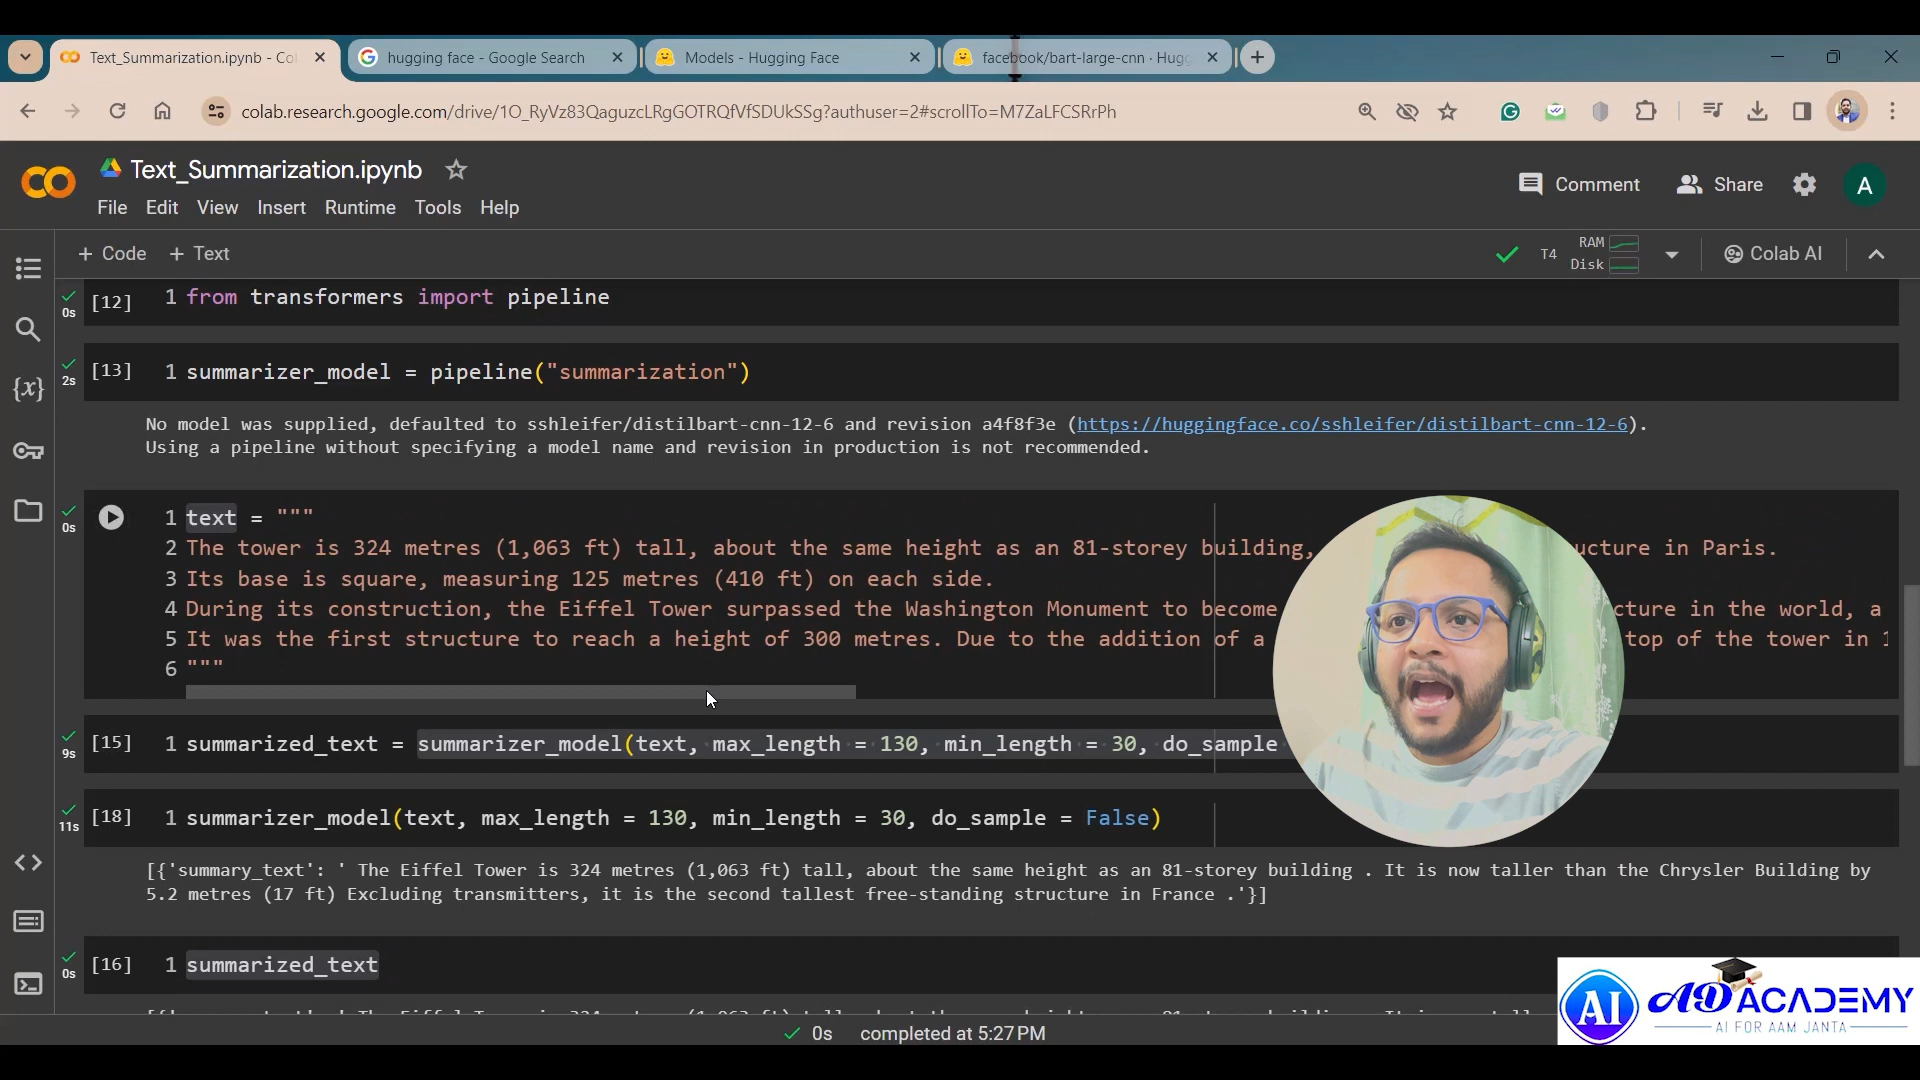 Text_Summarization.ipynb - Co
hugging face - Google Search
Models - Hugging Face
facebook/bart-large-cnn · Hugg
colab.research.google.com/drive/1O_RyVz83QaguzcLRgGOTRQfVfSDUkSSg?authuser=2#scrollTo=M7ZaLFCSRrPh
Text_Summarization.ipynb
Comment
Share
A
File Edit View Insert Runtime Tools Help
+ Code + Text
T4
RAM
Disk
Colab AI
0s [12] 1 from transformers import pipeline
2s [13] 1 summarizer_model = pipeline("summarization")
No model was supplied, defaulted to sshleifer/distilbart-cnn-12-6 and revision a4f8f3e (https://huggingface.co/sshleifer/distilbart-cnn-12-6).
Using a pipeline without specifying a model name and revision in production is not recommended.
0s 1 text = """
2 The tower is 324 metres (1,063 ft) tall, about the same height as an 81-storey building, ucture in Paris.
3 Its base is square, measuring 125 metres (410 ft) on each side.
4 During its construction, the Eiffel Tower surpassed the Washington Monument to become cture in the world, a
5 It was the first structure to reach a height of 300 metres. Due to the addition of a top of the tower in 1
6 """
9s [15] 1 summarized_text = summarizer_model(text, max_length = 130, min_length = 30, do_sample
11s [18] 1 summarizer_model(text, max_length = 130, min_length = 30, do_sample = False)
[{'summary_text': ' The Eiffel Tower is 324 metres (1,063 ft) tall, about the same height as an 81-storey building . It is now taller than the Chrysler Building by
5.2 metres (17 ft) Excluding transmitters, it is the second tallest free-standing structure in France .'}]
0s [16] 1 summarized_text
0s completed at 5:27 PM
AI AD ACADEMY
AI FOR AAM JANTA